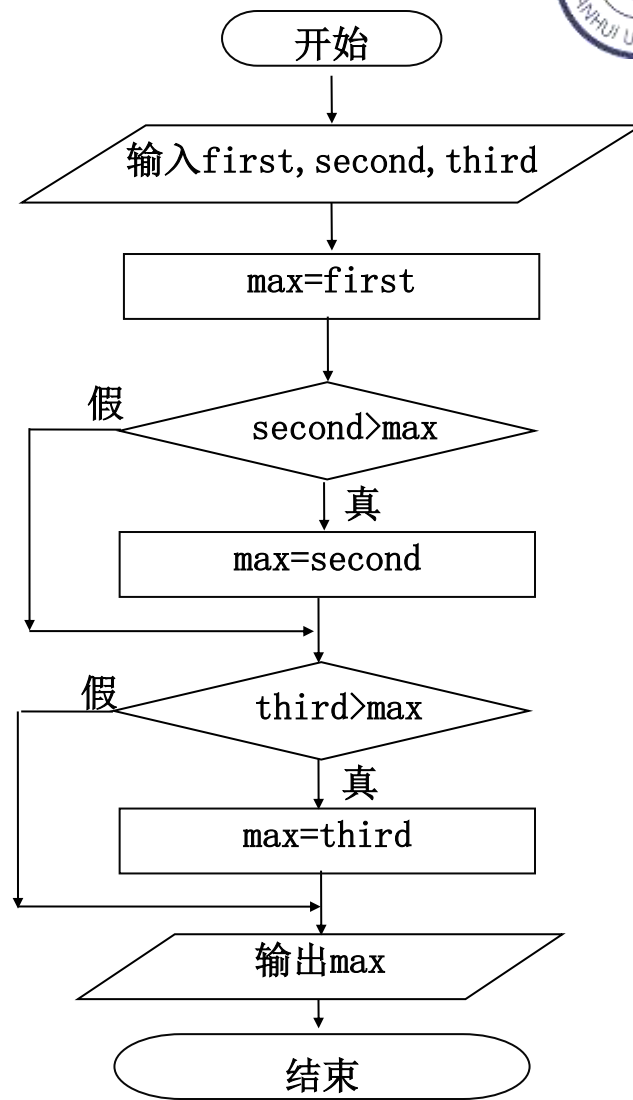 开始
输入first,second,third
max=first
假
second>max
真
max=second
假
third>max
真
max=third
输出max
结束